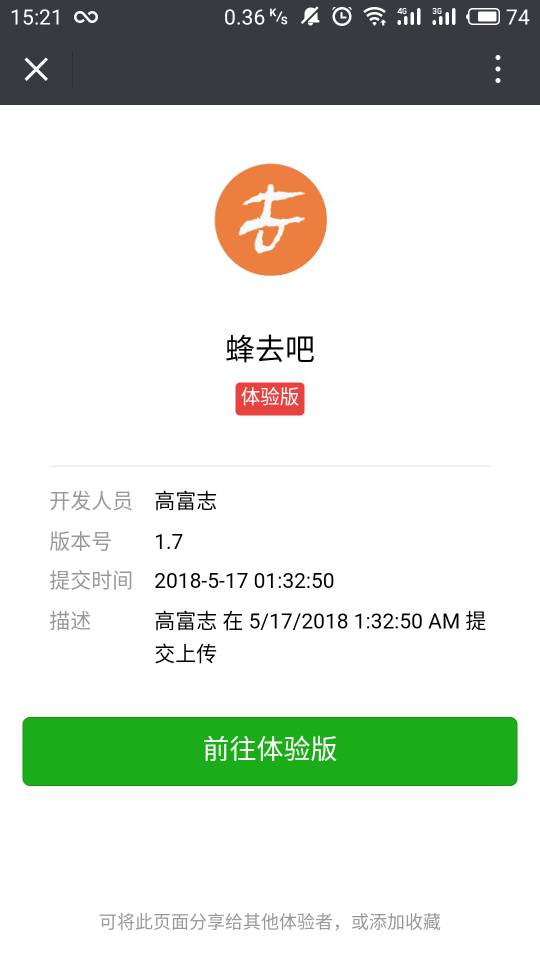 15:21 0.36 K/s 4G 3G 74
蜂去吧
体验版
开发人员 高富志
版本号 1.7
提交时间 2018-5-17 01:32:50
描述 高富志 在 5/17/2018 1:32:50 AM 提
交上传
前往体验版
可将此页面分享给其他体验者，或添加收藏